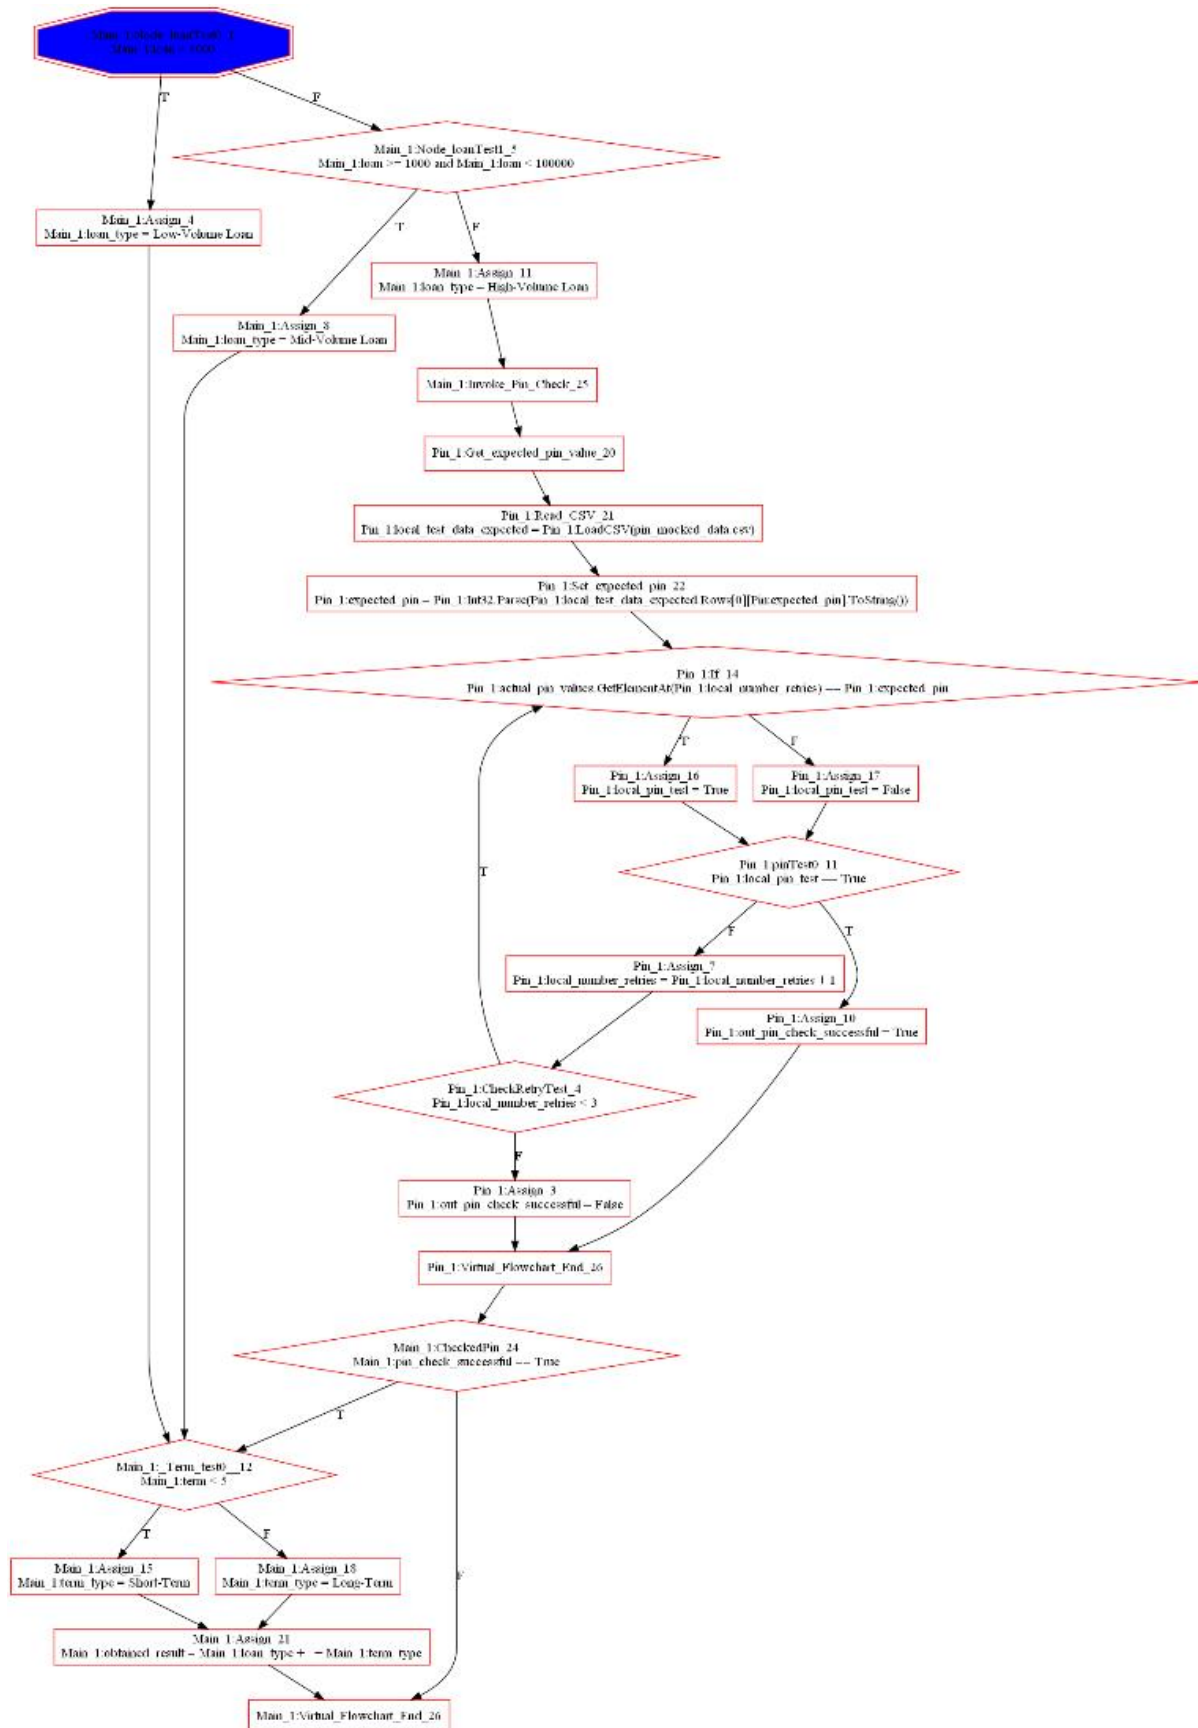 Main_1:loan < 1000
T
F
Main_1:Node_loanTest1_5
Main_1:loan >= 1000 and Main_1:loan < 100000
Main_1:Assign_4
Main_1:loan_type = Low-Volume Loan
T
F
Main_1:Assign_11
Main_1:loan_type = High-Volume Loan
Main_1:Assign_8
Main_1:loan_type = Mid-Volume Loan
Main_1:Invoke_Pin_Check_25
Pin_1:Get_expected_pin_value_20
Pin_1:Read_CSV_21
Pin_1:local_test_data_expected = Pin_1:LoadCSV(pin_mocked_data.csv)
Pin_1:Set_expected_pin_22
Pin_1:expected_pin = Pin_1:Int32.Parse(Pin_1:local_test_data_expected.Rows[0][Pin:expected_pin].ToString())
Pin_1:If_14
Pin_1:actual_pin_values.GetElementAt(Pin_1:local_number_retries) == Pin_1:expected_pin
T
F
Pin_1:Assign_16
Pin_1:local_pin_test = True
Pin_1:Assign_17
Pin_1:local_pin_test = False
Pin_1:pinTest0_11
Pin_1:local_pin_test == True
T
F
T
Pin_1:Assign_7
Pin_1:local_number_retries = Pin_1:local_number_retries + 1
Pin_1:Assign_10
Pin_1:out_pin_check_successful = True
Pin_1:CheckRetryTest_4
Pin_1:local_number_retries < 3
F
Pin_1:Assign_3
Pin_1:out_pin_check_successful = False
Pin_1:Virtual_Flowchart_End_26
Main_1:CheckedPin_24
Main_1:pin_check_successful == True
T
Main_1:_Term_test0__12
Main_1:term < 5
T
F
F
Main_1:Assign_15
Main_1:term_type = Short-Term
Main_1:Assign_18
Main_1:term_type = Long-Term
Main_1:Assign_21
Main_1:obtained_result = Main_1:loan_type + - Main_1:term_type
Main_1:Virtual_Flowchart_End_26